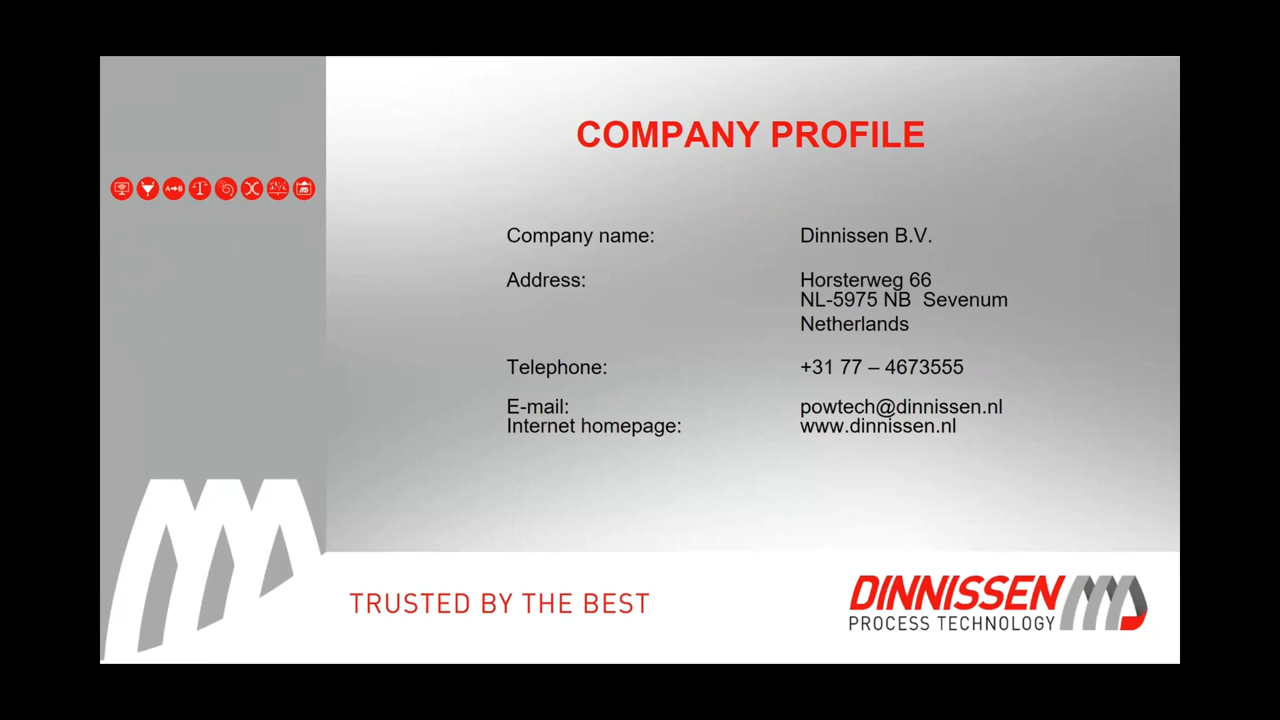 COMPANY PROFILE
A B
Company name: Dinnissen B.V.
Address: Horsterweg 66
NL-5975 NB Sevenum
Netherlands
Telephone: +31 77 – 4673555
E-mail: powtech@dinnissen.nl
Internet homepage: www.dinnissen.nl
TRUSTED BY THE BEST
DINNISSEN
PROCESS TECHNOLOGY